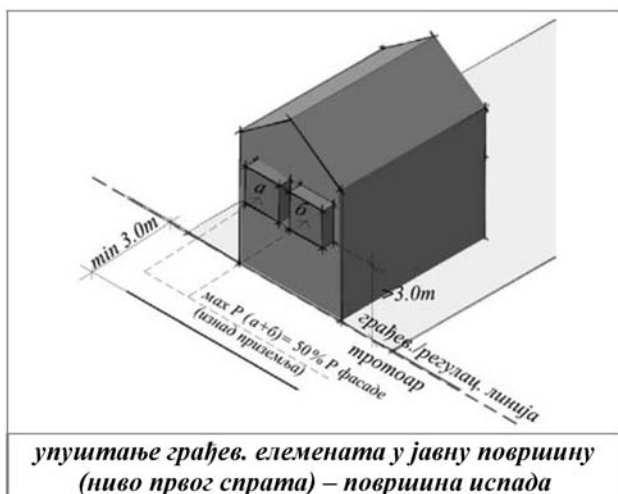 а
б
min 3.0m
>3.0m
мах Р (а+б)= 50% Р фасаде
(изнад приземља)
грађев./регулац. линија
тротоар
упуштање грађев. елемената у јавну површину
(ниво првог спрата) – површина испада